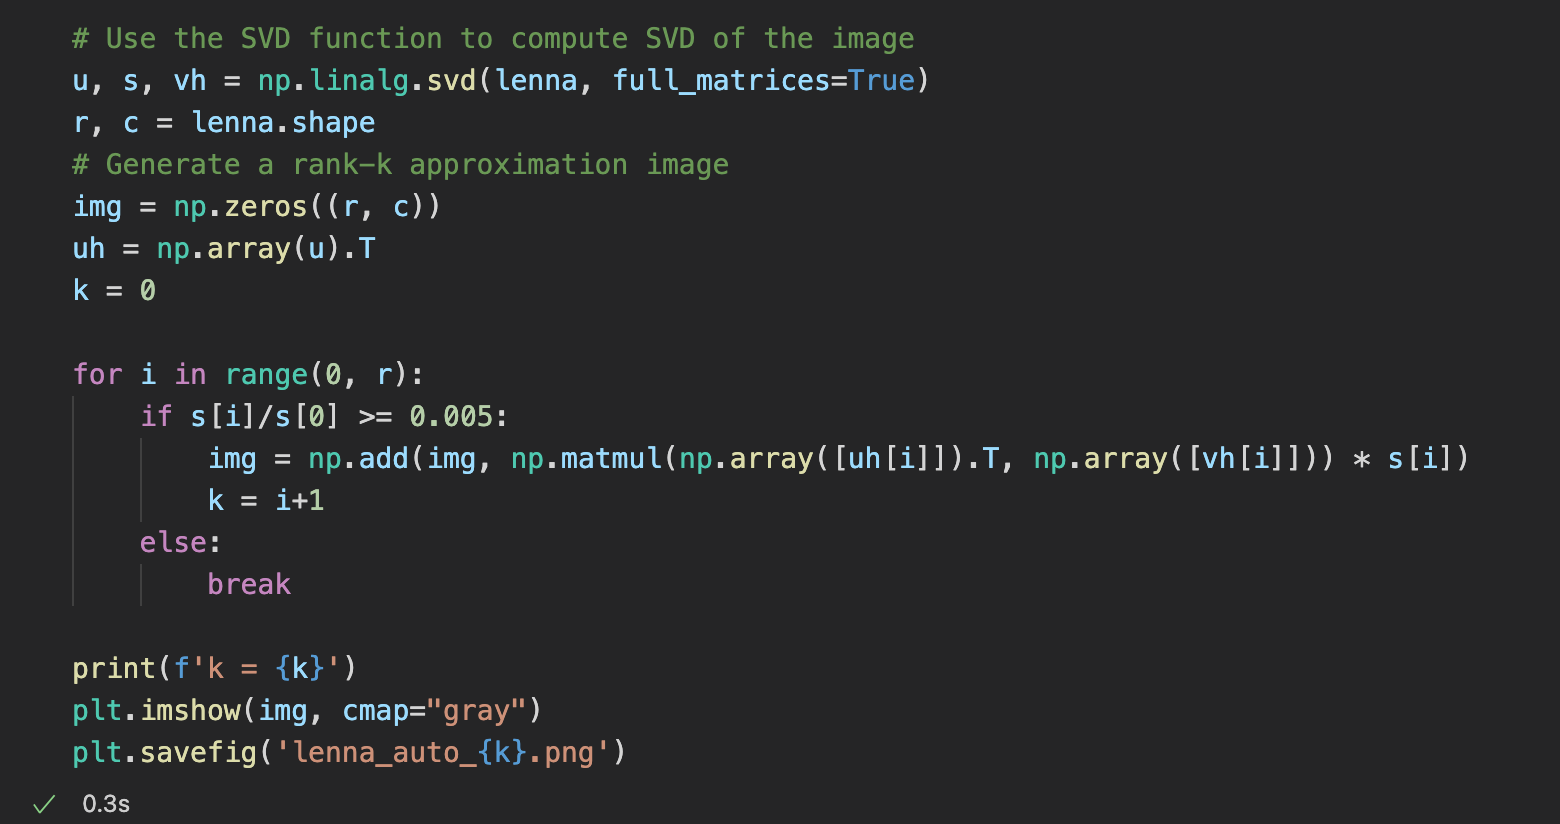 # Use the SVD function to compute SVD of the image
u, s, vh = np.linalg.svd(lenna, full_matrices=True)
r, c = lenna.shape
# Generate a rank-k approximation image
img = np.zeros((r, c))
uh = np.array(u).T
k = 0
for i in range(0, r):
    if s[i]/s[0] >= 0.005:
        img = np.add(img, np.matmul(np.array([uh[i]]).T, np.array([vh[i]])) * s[i])
        k = i+1
    else:
        break
print(f'k = {k}')
plt.imshow(img, cmap="gray")
plt.savefig('lenna_auto_{k}.png')
0.3s